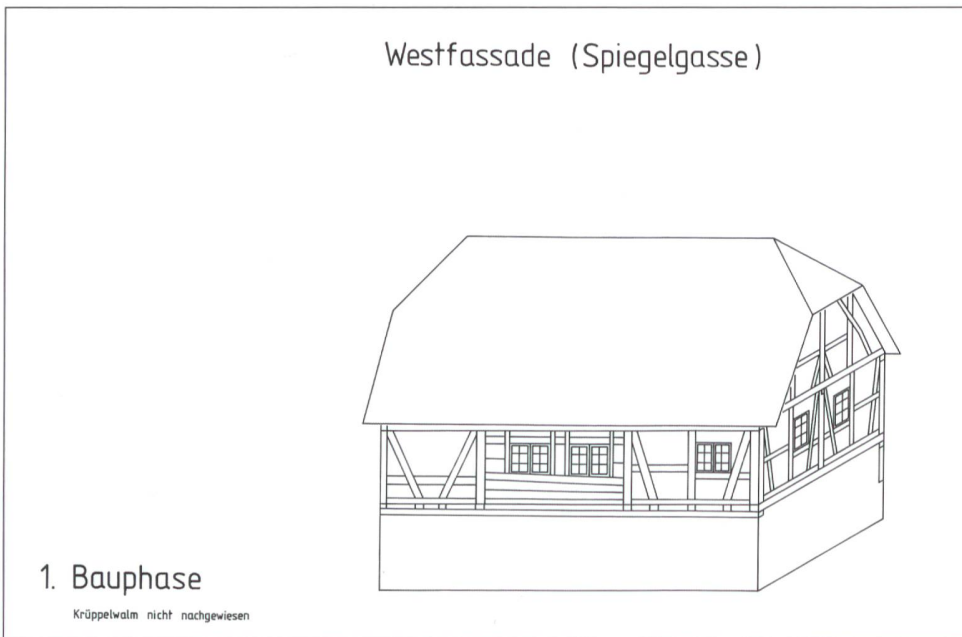 Westfassade (Spiegelgasse)
1. Bauphase
Krüppelwalm nicht nachgewiesen